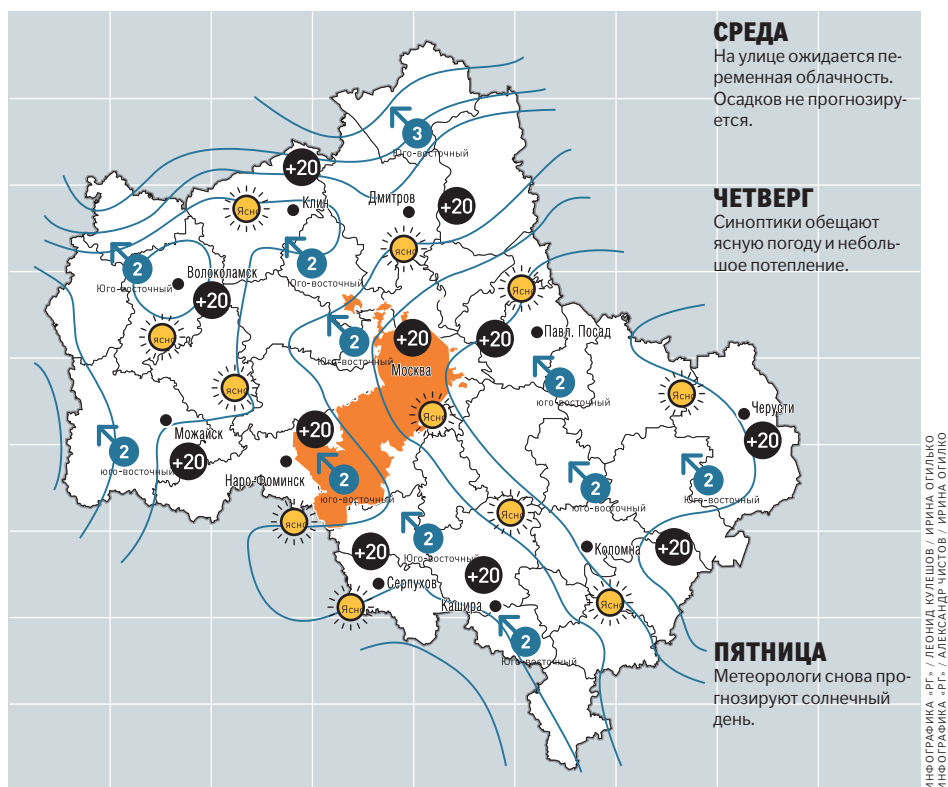 СРЕДА
На улице ожидается пе-
ременная облачность.
Осадков не прогнозиру-
ется.
3
Юго-восточный
+20
Ясно
Клин
Дмитров
+20
ясно
ЧЕТВЕРГ
Синоптики обещают
ясную погоду и неболь-
шое потепление.
2
Юго-восточный
Волоколамск
+20
2
Юго-восточный
Ясно
ясно
2
Юго-восточный
+20
Москва
+20
Павл. Посад
2
юго-восточный
ясно
Ясно
Ясно
Черусти
+20
Можайск
+20
2
юго-восточный
+20
Наро-Фоминск
2
юго-восточный
2
юго-восточный
2
Юго-восточный
ясно
Ясно
2
Юго-восточный
+20
Серпухов
Ясно
+20
Кашира
Коломна
+20
Ясно
2
Юго-восточный
ПЯТНИЦА
Метеорологи снова про-
гнозируют солнечный
день.
ИНФОГРАФИКА «РГ» / ЛЕОНИД КУЛЕШОВ / ИРИНА ОГИЛЬКО
ИНФОГРАФИКА «РГ» / АЛЕКСАНДР ЧИСТОВ / ИРИНА ОГИЛКО